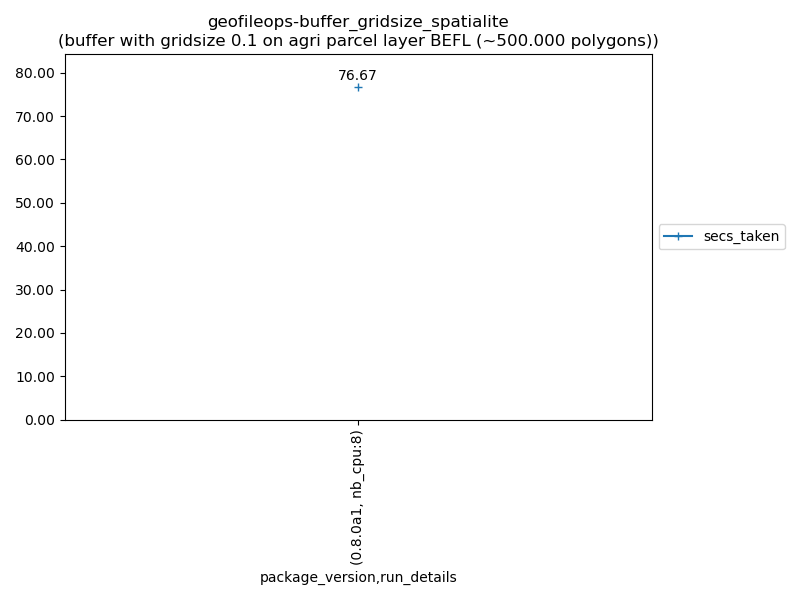 geofileops-buffer_gridsize_spatialite
(buffer with gridsize 0.1 on agri parcel layer BEFL (~500.000 polygons))
80.00
76.67
70.00
60.00
50.00
40.00
30.00
20.00
10.00
0.00
secs_taken
(0.8.0a1, nb_cpu:8)
package_version,run_details